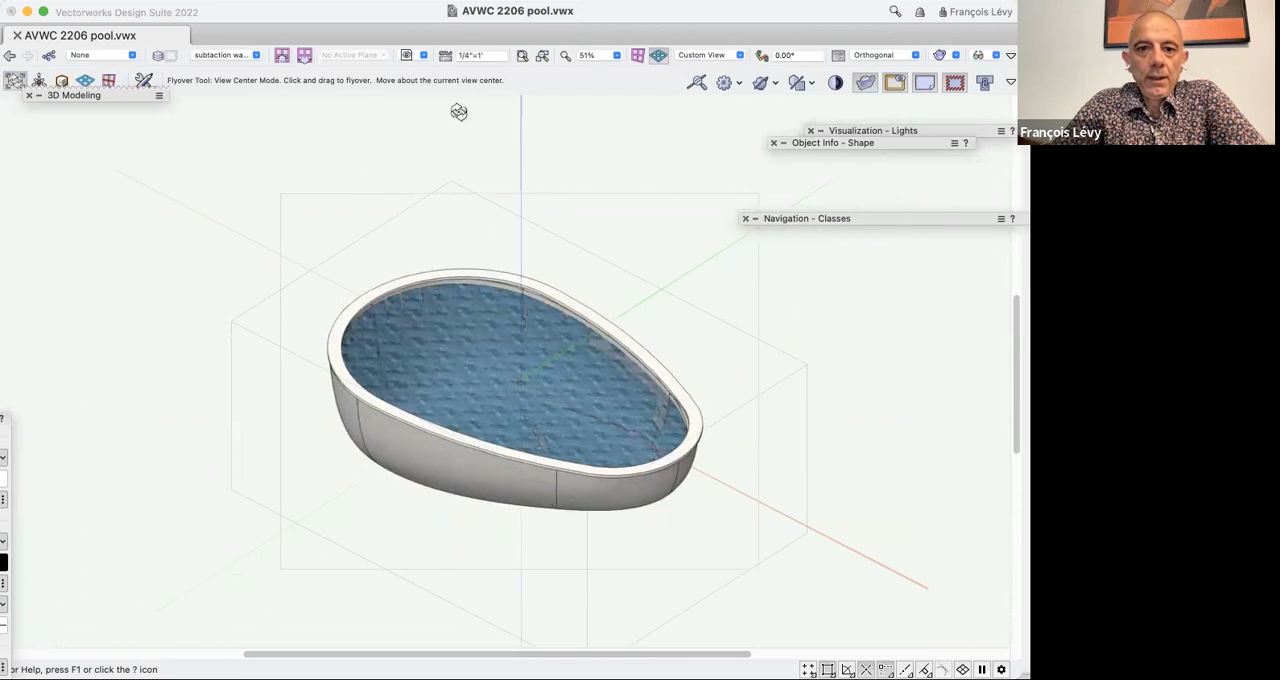 Vectorworks Design Suite 2022
AVWC 2206 pool.vwx
François Lévy
AVWC 2206 pool.vwx
None
subtaction wa...
No Active Plane
1/4"=1'
51%
Custom View
0.00°
Orthogonal
Flyover Tool: View Center Mode. Click and drag to flyover. Move about the current view center.
3D Modeling
Visualization - Lights
?
Object Info - Shape
?
Navigation - Classes
?
François Lévy
?
or Help, press F1 or click the ? icon